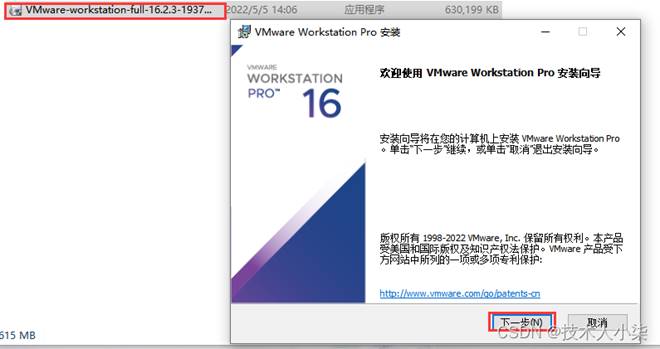 VMware-workstation-full-16.2.3-1937... 2022/5/5 14:06 应用程序 630,199 KB
VMware Workstation Pro 安装
VMWARE
WORKSTATION
PRO™ 16
欢迎使用 VMware Workstation Pro 安装向导
安装向导将在您的计算机上安装 VMware Workstation Pro
。单击"下一步"继续，或单击"取消"退出安装向导。
版权所有 1998-2022 VMware, Inc. 保留所有权利。本产品
受美国和国际版权及知识产权法保护。VMware 产品受下
方网站中所列的一项或多项专利保护:
http://www.vmware.com/go/patents-cn
下一步(N) 取消
615 MB
CSDN @技术人小柒